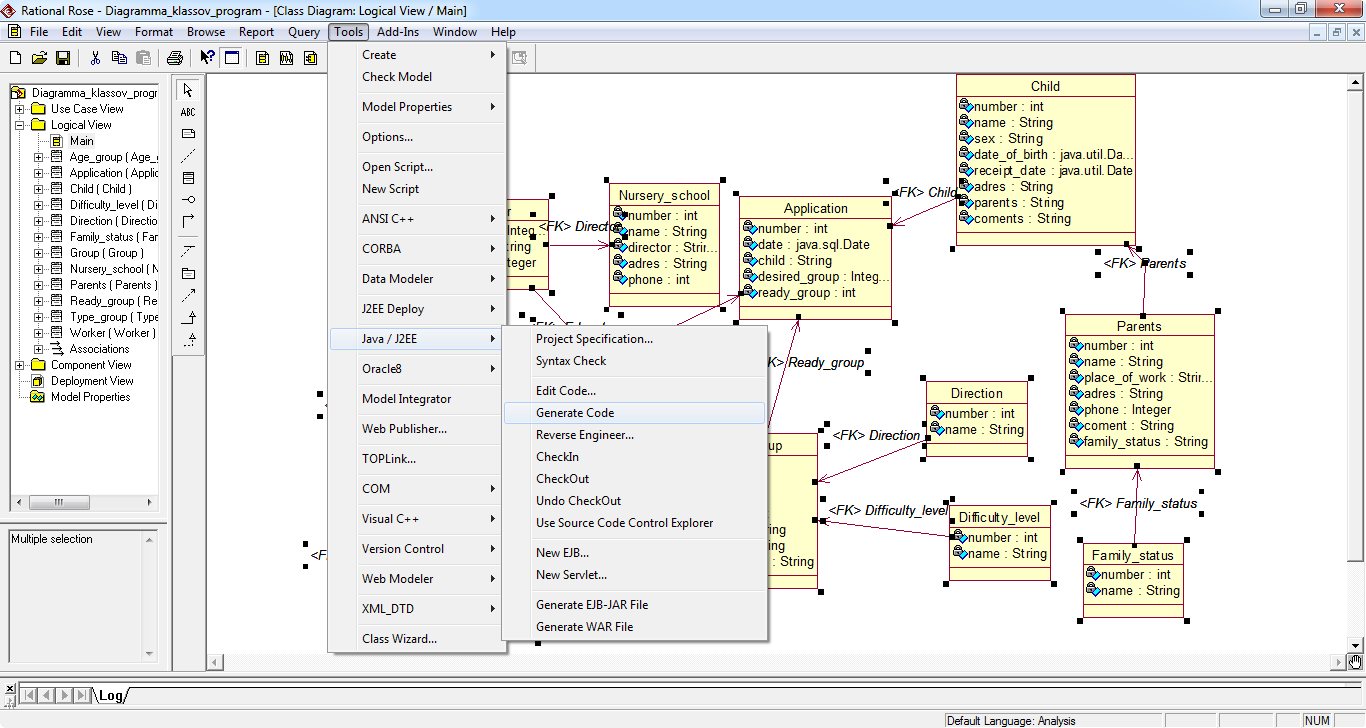 Rational Rose - Diagramma_klassov_program - [Class Diagram: Logical View / Main]
File Edit View Format Browse Report Query Tools Add-Ins Window Help
ABC
Diagramma_klassov_progr
Use Case View
Logical View
Main
Age_group ( Age_
Application ( Applic
Child ( Child )
Difficulty_level ( Di
Direction ( Directio
Family_status ( Far
Group ( Group )
Nursery_school ( N
Parents ( Parents )
Ready_group ( Re
Type_group ( Type
Worker ( Worker )
Associations
Component View
Deployment View
Model Properties
Multiple selection
Create
Check Model
Model Properties
Options...
Open Script...
New Script
ANSI C++
CORBA
Data Modeler
J2EE Deploy
Java / J2EE
Oracle8
Model Integrator
Web Publisher...
TOPLink...
COM
Visual C++
Version Control
Web Modeler
XML_DTD
Class Wizard...
Project Specification...
Syntax Check
Edit Code...
Generate Code
Reverse Engineer...
CheckIn
CheckOut
Undo CheckOut
Use Source Code Control Explorer
New EJB...
New Servlet...
Generate EJB-JAR File
Generate WAR File
r
Integ...
tring
teger
<FK> Director
Nursery_school
number : int
name : String
director : Strin...
adres : String
phone : int
Application
number : int
date : java.sql.Date
child : String
desired_group : Integ...
ready_group : int
<FK> Child
Child
number : int
name : String
sex : String
date_of_birth : java.util.Da...
receipt_date : java.util.Date
adres : String
parents : String
coments : String
<FK> Parents
Parents
number : int
name : String
place_of_work : Strin...
adres : String
phone : Integer
coment : String
family_status : String
K> Ready_group
up
ing
ing
: String
<FK> Direction
Direction
number : int
name : String
<FK> Difficulty_level
Difficulty_level
number : int
name : String
<FK> Family_status
Family_status
number : int
name : String
<F
Log
Default Language: Analysis
NUM